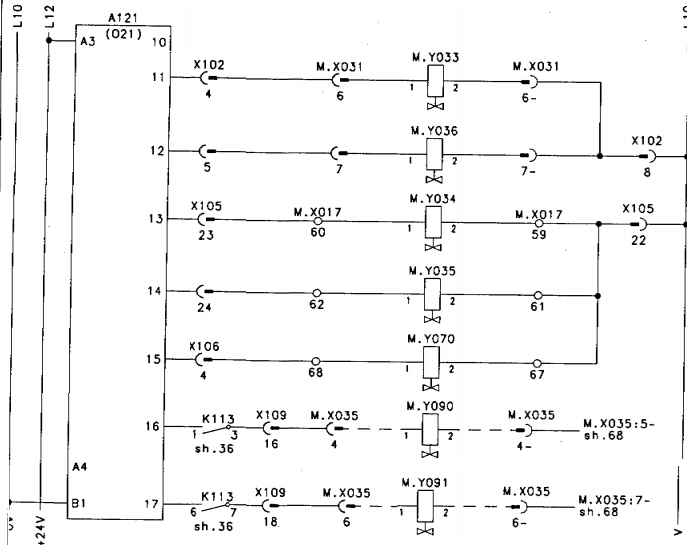 L10
L12
L10
A121
(021)
A3
10
11
X102
4
M.X031
6
M.Y033
1
2
M.X031
6-
12
5
7
M.Y036
1
2
7-
X102
8
13
X105
23
M.X017
60
M.Y034
1
2
M.X017
59
X105
22
14
24
62
M.Y035
1
2
61
15
X106
4
68
M.Y070
1
2
67
16
K113
1
3
sh.36
X109
16
M.X035
4
M.Y090
1
2
M.X035
4-
M.X035:5-
sh.68
A4
B1
17
K113
6
7
sh.36
X109
18
M.X035
6
M.Y091
1
2
M.X035
6-
M.X035:7-
sh.68
+24V